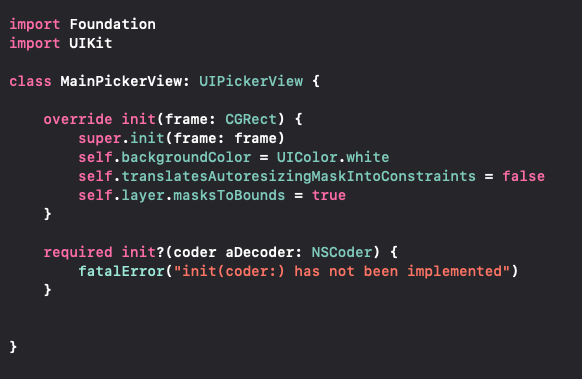 import Foundation
import UIKit
class MainPickerView: UIPickerView {
override init(frame: CGRect) {
super.init(frame: frame)
self.backgroundColor = UIColor.white
self.translatesAutoresizingMaskIntoConstraints = false
self.layer.masksToBounds = true
}
required init?(coder aDecoder: NSCoder) {
fatalError("init(coder:) has not been implemented")
}
}